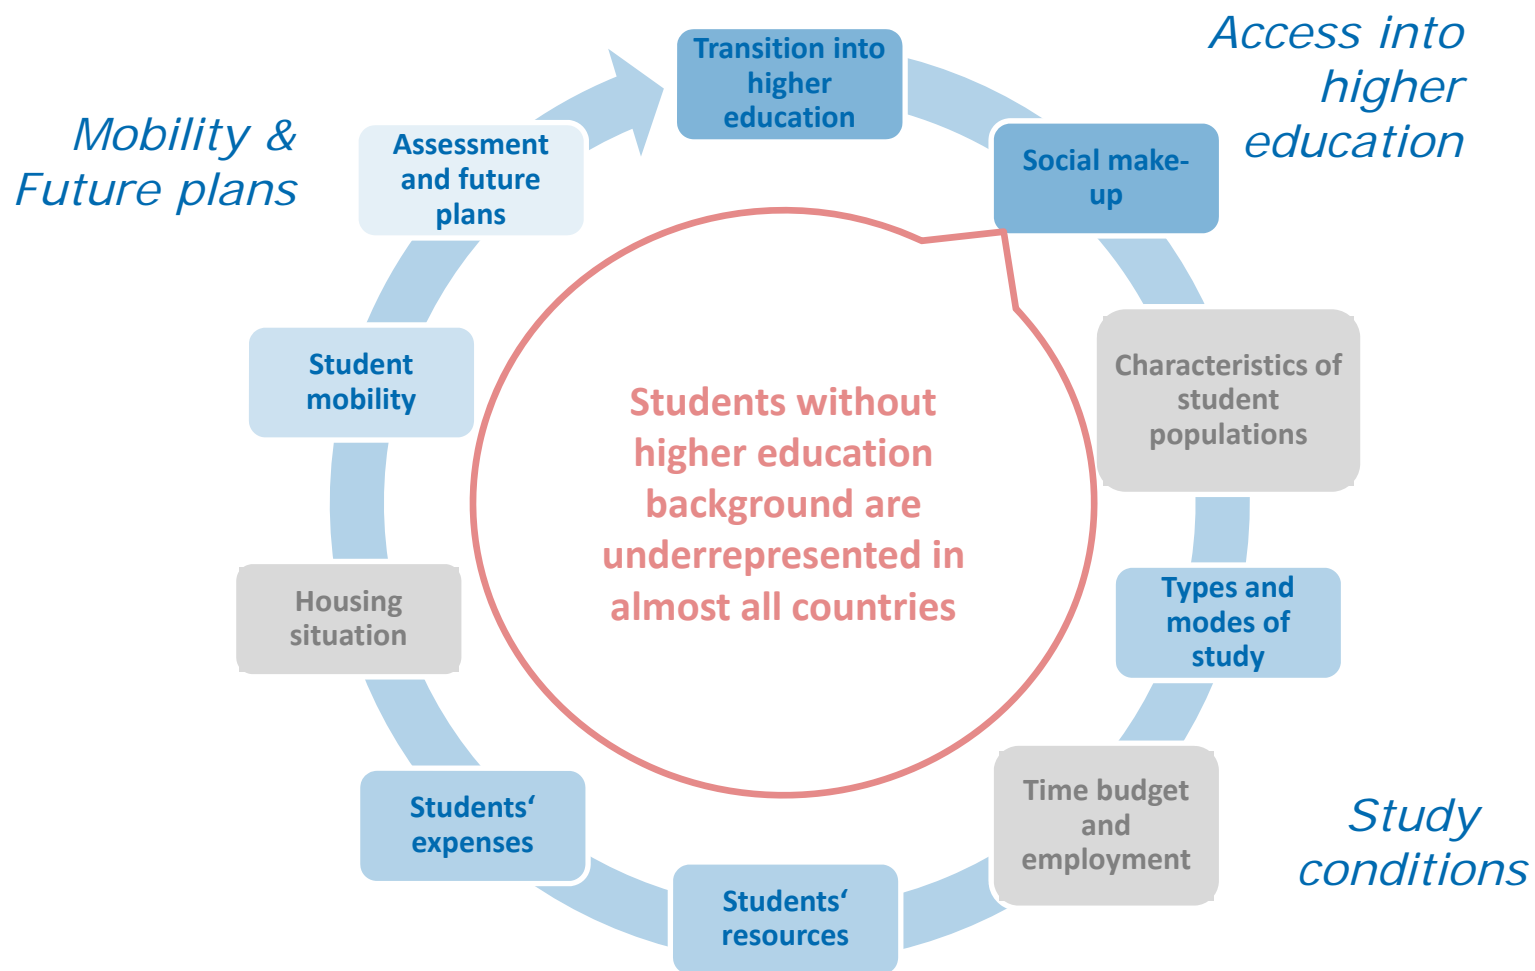 Transition into
higher
education
Access into
higher
education
Social make-
up
Characteristics of
student
populations
Types and
modes of
study
Time budget
and
employment
Study
conditions
Students‘
resources
Students‘
expenses
Housing
situation
Student
mobility
Assessment
and future
plans
Mobility &
Future plans
Students without
higher education
background are
underrepresented in
almost all countries